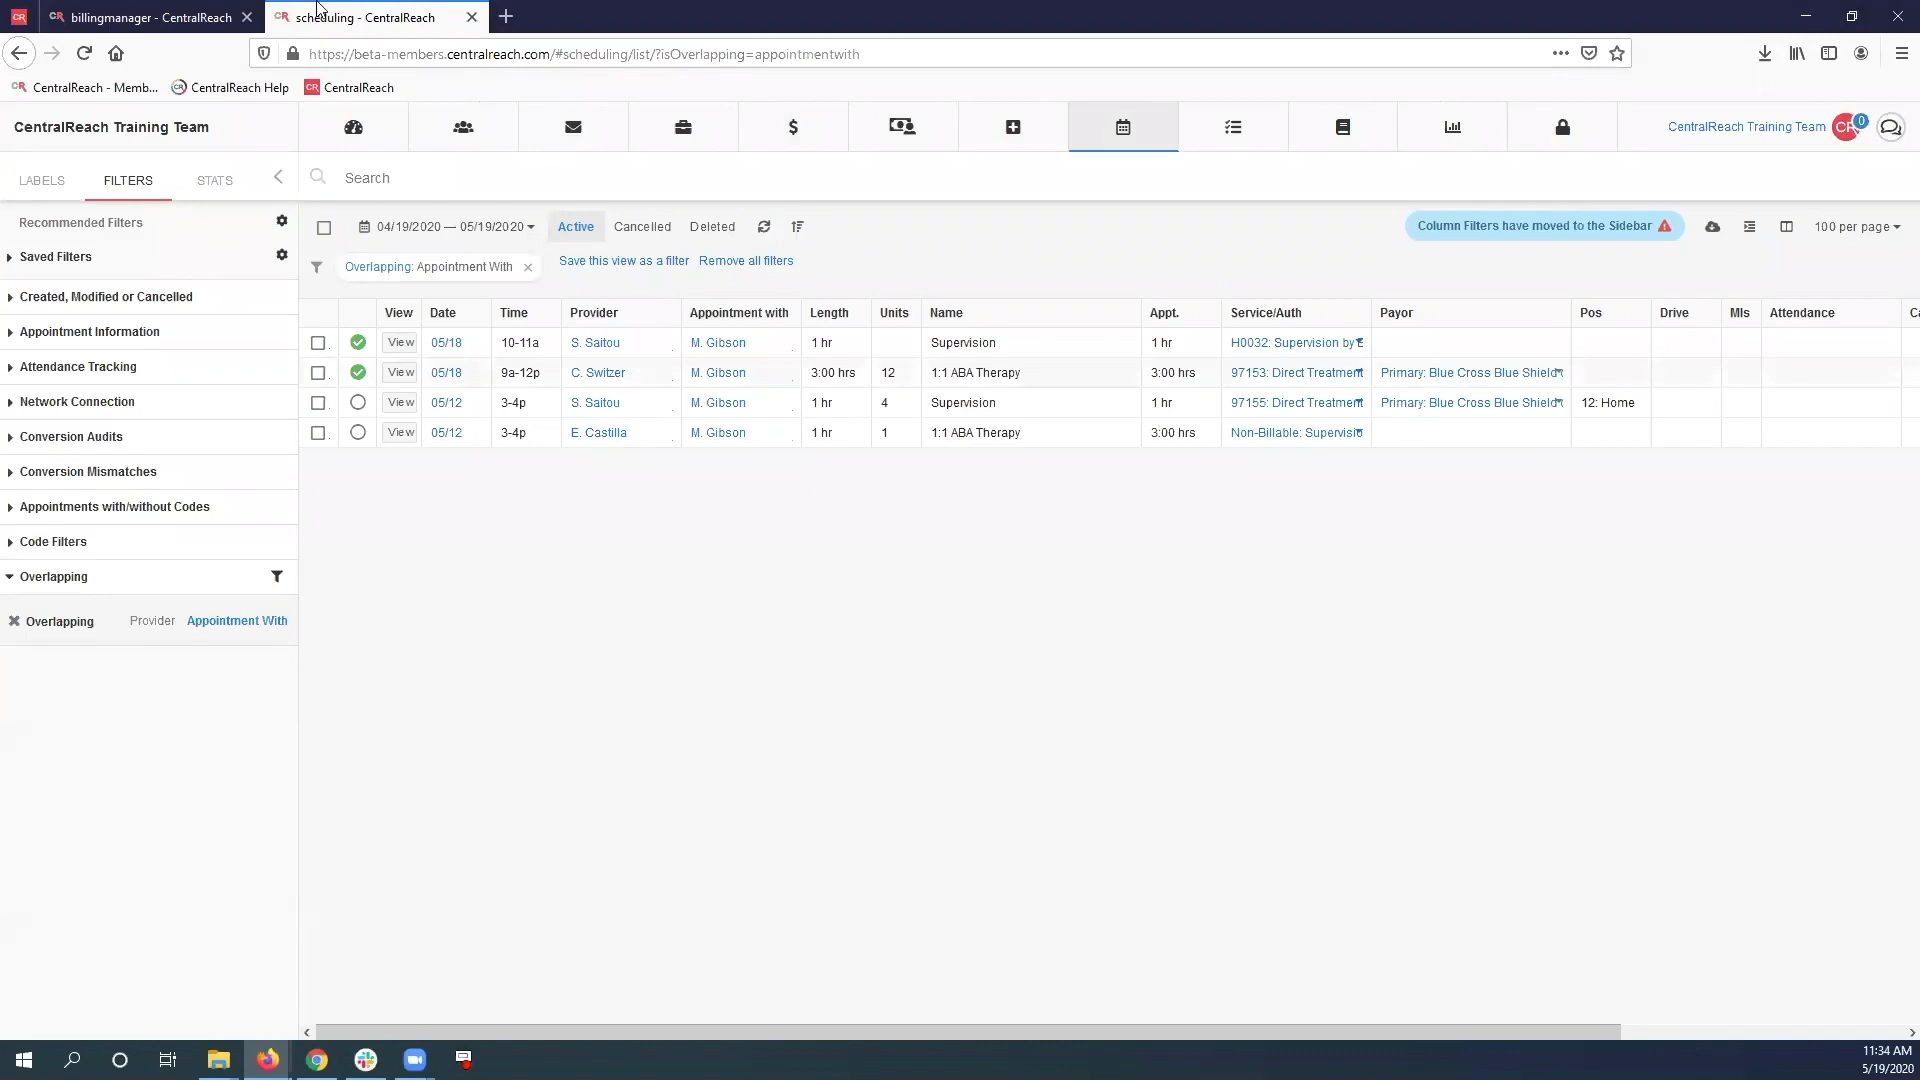 CR billingmanager - CentralReach
CR scheduling - CentralReach
https://beta-members.centralreach.com/#scheduling/list/?isOverlapping=appointmentwith
CR CentralReach - Memb...
CR CentralReach Help
CR CentralReach
CentralReach Training Team
$
CentralReach Training Team
CR
0
LABELS
FILTERS
STATS
Search
Recommended Filters
Saved Filters
Created, Modified or Cancelled
Appointment Information
Attendance Tracking
Network Connection
Conversion Audits
Conversion Mismatches
Appointments with/without Codes
Code Filters
Overlapping
Overlapping Provider Appointment With
04/19/2020 — 05/19/2020 Active Cancelled Deleted
Column Filters have moved to the Sidebar
100 per page
Overlapping: Appointment With
Save this view as a filter Remove all filters
View Date Time Provider Appointment with Length Units Name Appt. Service/Auth Payor Pos Drive Mls Attendance
View 05/18 10-11a S. Saitou M. Gibson 1 hr Supervision 1 hr H0032: Supervision by
View 05/18 9a-12p C. Switzer M. Gibson 3:00 hrs 12 1:1 ABA Therapy 3:00 hrs 97153: Direct Treatment Primary: Blue Cross Blue Shield
View 05/12 3-4p S. Saitou M. Gibson 1 hr 4 Supervision 1 hr 97155: Direct Treatment Primary: Blue Cross Blue Shield 12: Home
View 05/12 3-4p E. Castilla M. Gibson 1 hr 1 1:1 ABA Therapy 3:00 hrs Non-Billable: Supervisio
11:34 AM
5/19/2020